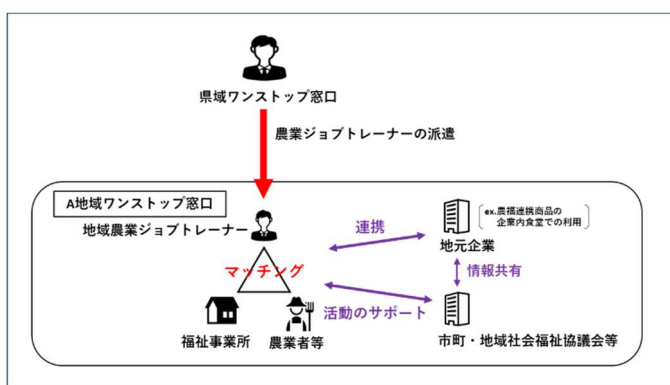 県域ワンストップ窓口
農業ジョブトレーナーの派遣
A地域ワンストップ窓口
地域農業ジョブトレーナー
マッチング
福祉事業所
農業者等
連携
ex.農福連携商品の
企業内食堂での利用
地元企業
情報共有
活動のサポート
市町・地域社会福祉協議会等